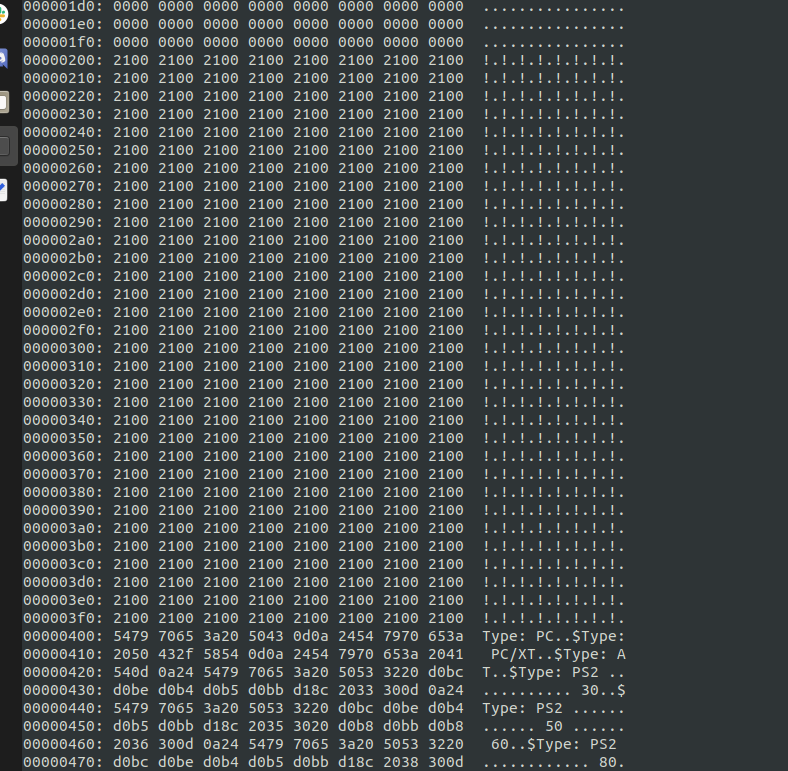 000001d0: 0000 0000 0000 0000 0000 0000 0000 0000  ................
000001e0: 0000 0000 0000 0000 0000 0000 0000 0000  ................
000001f0: 0000 0000 0000 0000 0000 0000 0000 0000  ................
00000200: 2100 2100 2100 2100 2100 2100 2100 2100  !.!.!.!.!.!.!.!.
00000210: 2100 2100 2100 2100 2100 2100 2100 2100  !.!.!.!.!.!.!.!.
00000220: 2100 2100 2100 2100 2100 2100 2100 2100  !.!.!.!.!.!.!.!.
00000230: 2100 2100 2100 2100 2100 2100 2100 2100  !.!.!.!.!.!.!.!.
00000240: 2100 2100 2100 2100 2100 2100 2100 2100  !.!.!.!.!.!.!.!.
00000250: 2100 2100 2100 2100 2100 2100 2100 2100  !.!.!.!.!.!.!.!.
00000260: 2100 2100 2100 2100 2100 2100 2100 2100  !.!.!.!.!.!.!.!.
00000270: 2100 2100 2100 2100 2100 2100 2100 2100  !.!.!.!.!.!.!.!.
00000280: 2100 2100 2100 2100 2100 2100 2100 2100  !.!.!.!.!.!.!.!.
00000290: 2100 2100 2100 2100 2100 2100 2100 2100  !.!.!.!.!.!.!.!.
000002a0: 2100 2100 2100 2100 2100 2100 2100 2100  !.!.!.!.!.!.!.!.
000002b0: 2100 2100 2100 2100 2100 2100 2100 2100  !.!.!.!.!.!.!.!.
000002c0: 2100 2100 2100 2100 2100 2100 2100 2100  !.!.!.!.!.!.!.!.
000002d0: 2100 2100 2100 2100 2100 2100 2100 2100  !.!.!.!.!.!.!.!.
000002e0: 2100 2100 2100 2100 2100 2100 2100 2100  !.!.!.!.!.!.!.!.
000002f0: 2100 2100 2100 2100 2100 2100 2100 2100  !.!.!.!.!.!.!.!.
00000300: 2100 2100 2100 2100 2100 2100 2100 2100  !.!.!.!.!.!.!.!.
00000310: 2100 2100 2100 2100 2100 2100 2100 2100  !.!.!.!.!.!.!.!.
00000320: 2100 2100 2100 2100 2100 2100 2100 2100  !.!.!.!.!.!.!.!.
00000330: 2100 2100 2100 2100 2100 2100 2100 2100  !.!.!.!.!.!.!.!.
00000340: 2100 2100 2100 2100 2100 2100 2100 2100  !.!.!.!.!.!.!.!.
00000350: 2100 2100 2100 2100 2100 2100 2100 2100  !.!.!.!.!.!.!.!.
00000360: 2100 2100 2100 2100 2100 2100 2100 2100  !.!.!.!.!.!.!.!.
00000370: 2100 2100 2100 2100 2100 2100 2100 2100  !.!.!.!.!.!.!.!.
00000380: 2100 2100 2100 2100 2100 2100 2100 2100  !.!.!.!.!.!.!.!.
00000390: 2100 2100 2100 2100 2100 2100 2100 2100  !.!.!.!.!.!.!.!.
000003a0: 2100 2100 2100 2100 2100 2100 2100 2100  !.!.!.!.!.!.!.!.
000003b0: 2100 2100 2100 2100 2100 2100 2100 2100  !.!.!.!.!.!.!.!.
000003c0: 2100 2100 2100 2100 2100 2100 2100 2100  !.!.!.!.!.!.!.!.
000003d0: 2100 2100 2100 2100 2100 2100 2100 2100  !.!.!.!.!.!.!.!.
000003e0: 2100 2100 2100 2100 2100 2100 2100 2100  !.!.!.!.!.!.!.!.
000003f0: 2100 2100 2100 2100 2100 2100 2100 2100  !.!.!.!.!.!.!.!.
00000400: 5479 7065 3a20 5043 0d0a 2454 7970 653a  Type: PC..$Type:
00000410: 2050 432f 5854 0d0a 2454 7970 653a 2041   PC/XT..$Type: A
00000420: 540d 0a24 5479 7065 3a20 5053 3220 d0bc  T..$Type: PS2 ..
00000430: d0be d0b4 d0b5 d0bb d18c 2033 300d 0a24  .......... 30..$
00000440: 5479 7065 3a20 5053 3220 d0bc d0be d0b4  Type: PS2 ......
00000450: d0b5 d0bb d18c 2035 3020 d0b8 d0bb d0b8  ...... 50 ......
00000460: 2036 300d 0a24 5479 7065 3a20 5053 3220   60..$Type: PS2
00000470: d0bc d0be d0b4 d0b5 d0bb d18c 2038 300d  ............ 80.